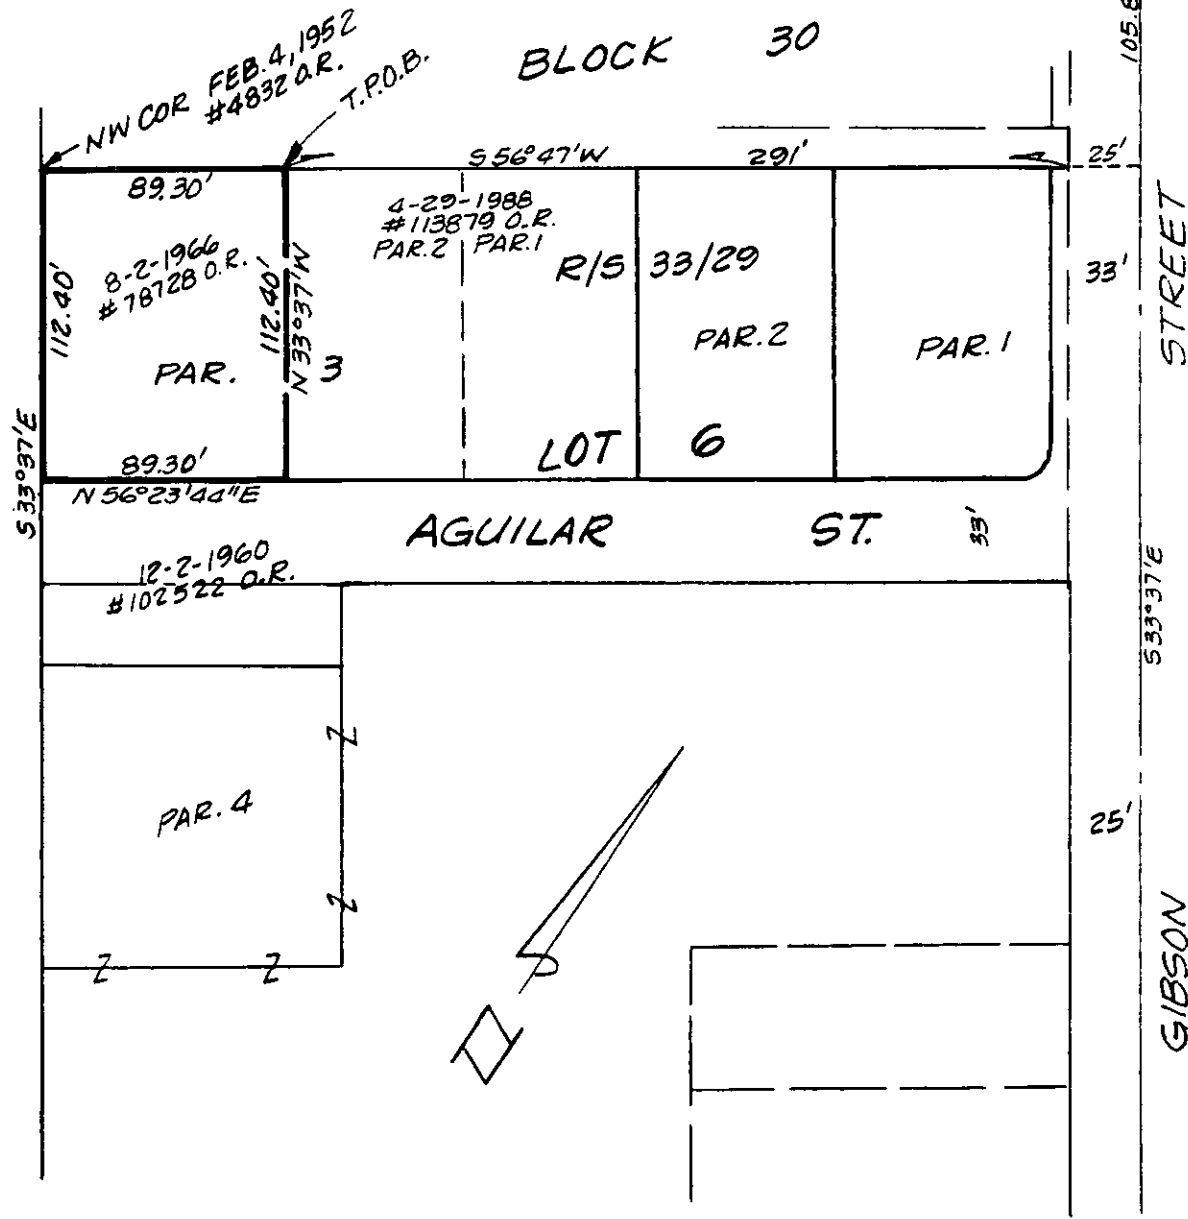 BLOCK 30
105.8
NW COR FEB. 4, 1952
#4832 O.R.
T.P.O.B.
S 56°47'W 291'
25'
89.30'
4-29-1988
#113879 O.R.
PAR. 2 PAR. 1
8-2-1966
#78728 O.R.
112.40'
112.40'
N 33°37'W
R/S 33/29
33'
STREET
PAR. 3
PAR. 2
PAR. 1
LOT 6
89.30'
N 56°23'44"E
S 33°37'E
AGUILAR ST.
33'
12-2-1960
#102522 O.R.
S 33°37'E
PAR. 4
25'
GIBSON